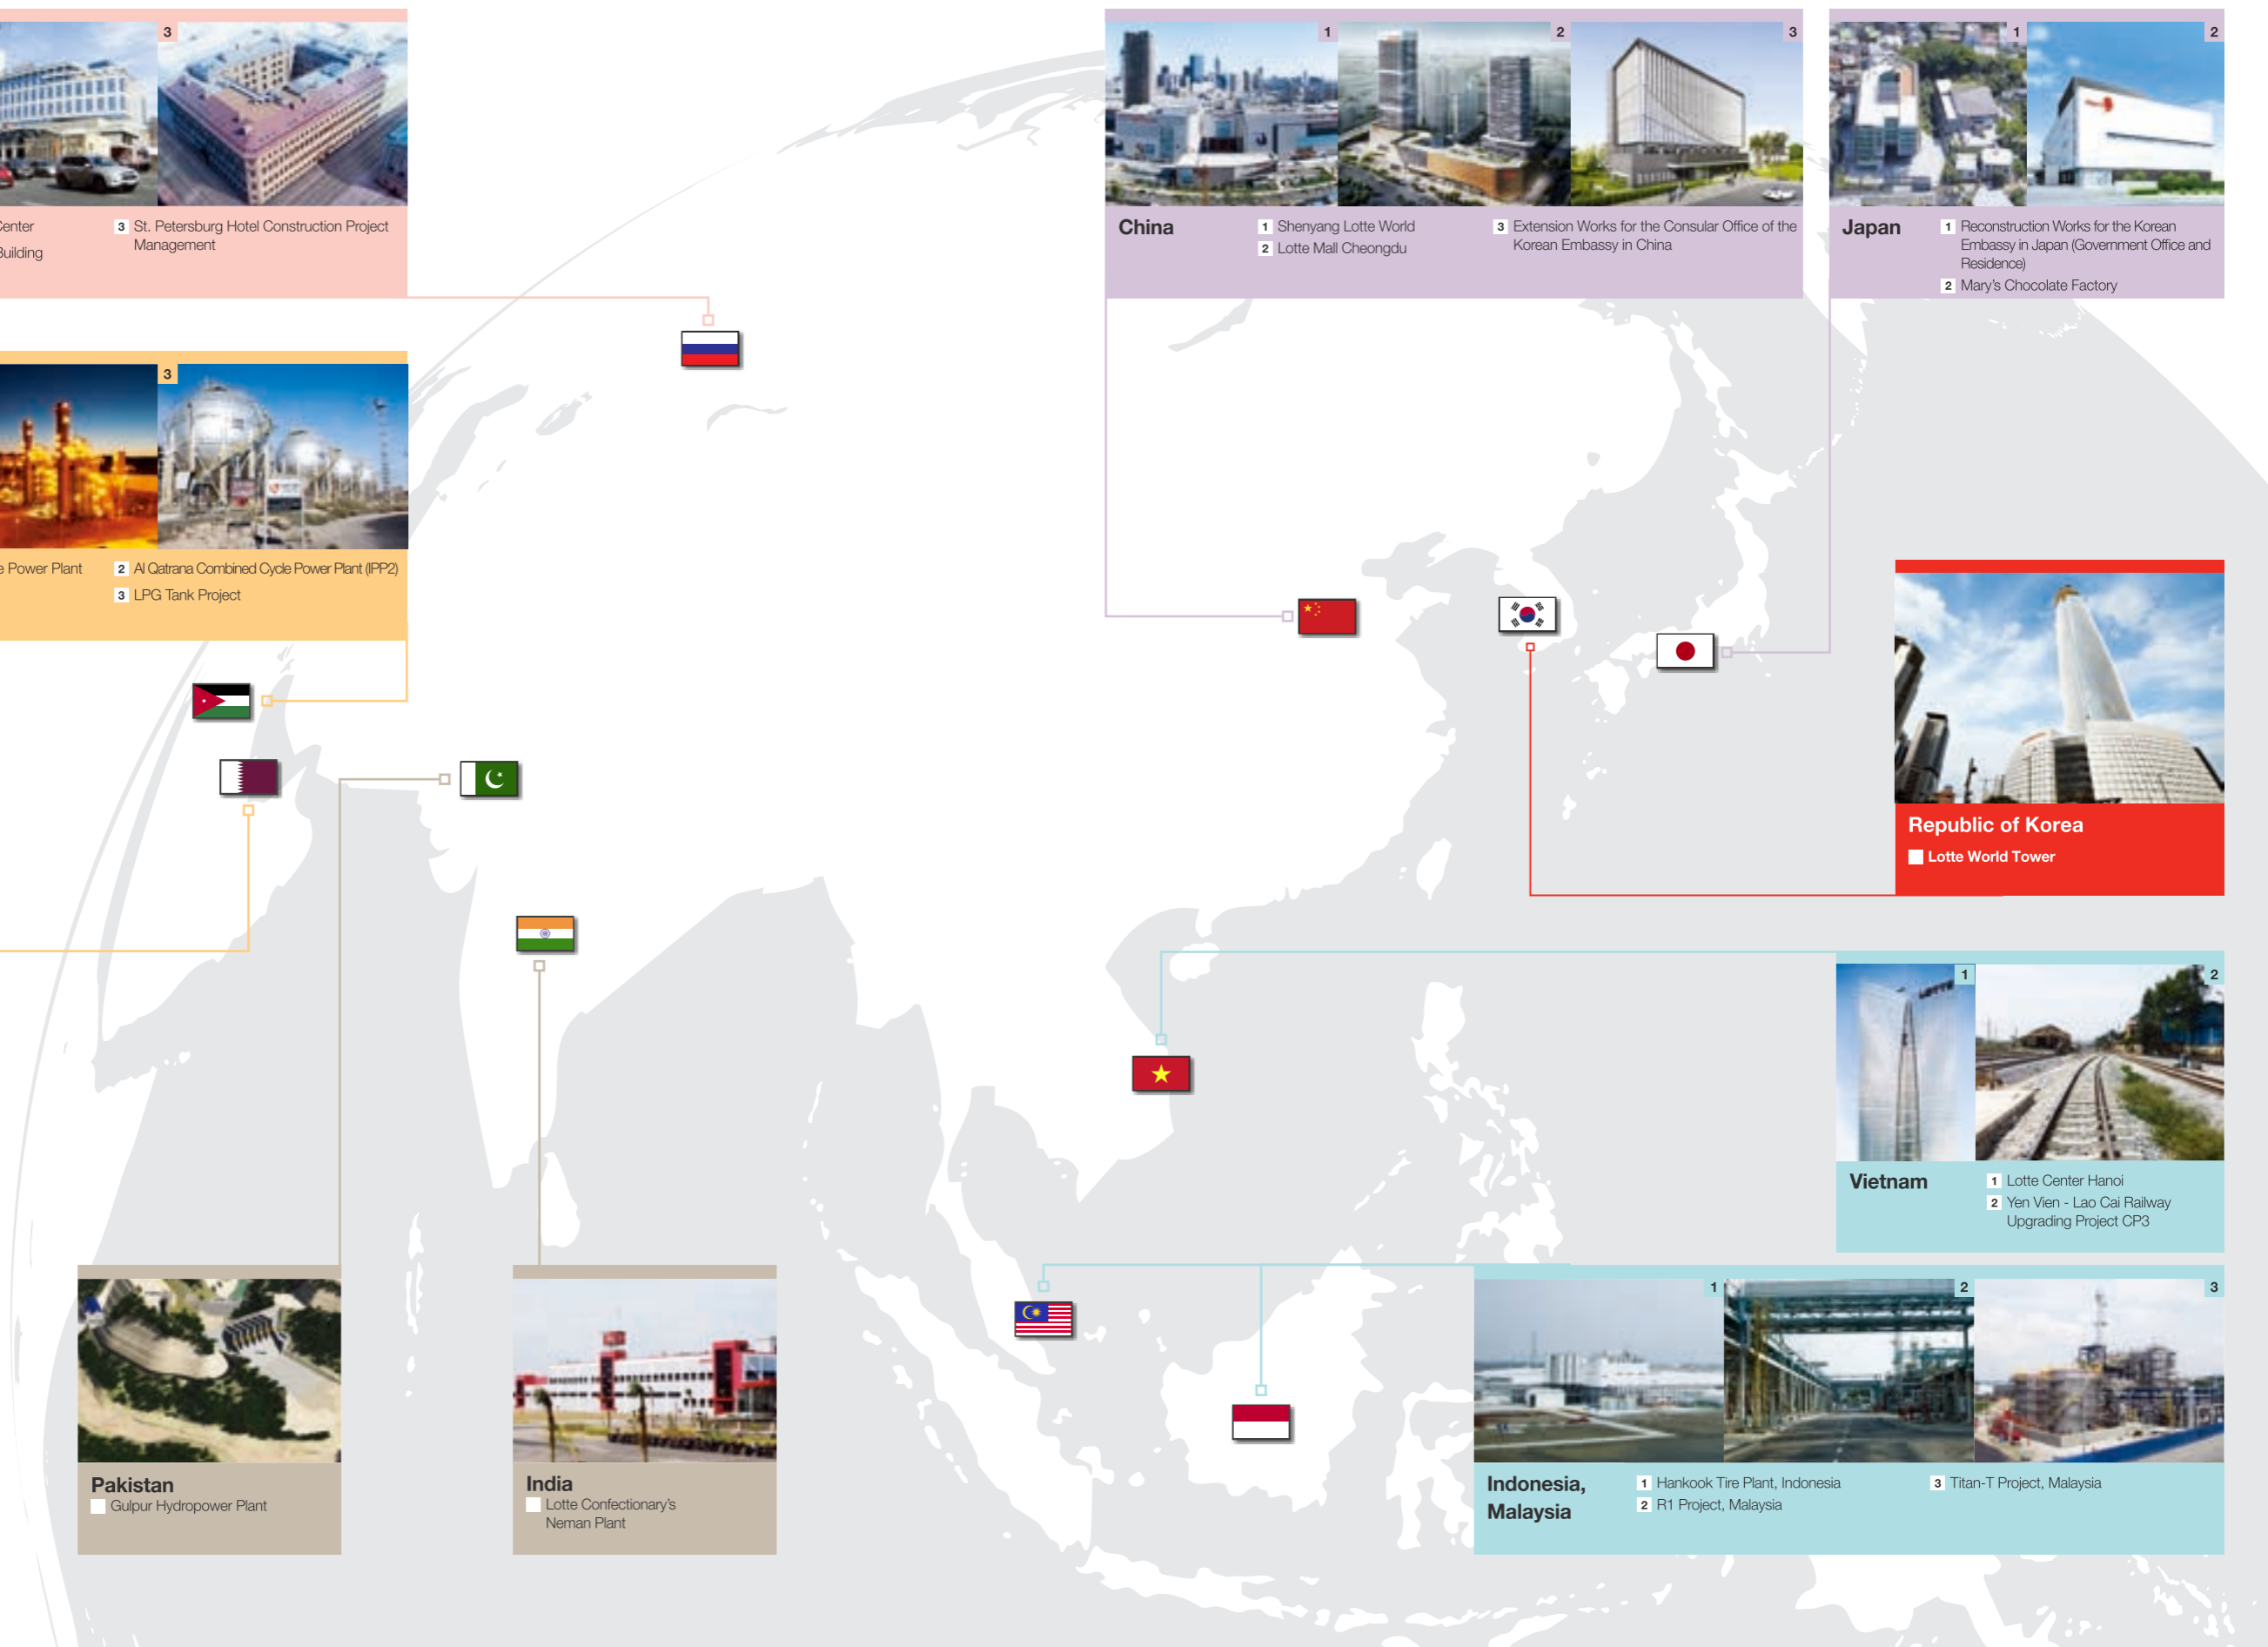 3
Center
Building
3 St. Petersburg Hotel Construction Project
Management
1
2
3
China
1 Shenyang Lotte World
2 Lotte Mall Cheongdu
3 Extension Works for the Consular Office of the
Korean Embassy in China
1
2
Japan
1 Reconstruction Works for the Korean
Embassy in Japan (Government Office and
Residence)
2 Mary's Chocolate Factory
3
e Power Plant
2 Al Qatrana Combined Cycle Power Plant (IPP2)
3 LPG Tank Project
Republic of Korea
Lotte World Tower
1
LOTTE
2
Vietnam
1 Lotte Center Hanoi
2 Yen Vien - Lao Cai Railway
Upgrading Project CP3
Pakistan
Gulpur Hydropower Plant
India
Lotte Confectionary's
Neman Plant
1
2
3
Indonesia,
Malaysia
1 Hankook Tire Plant, Indonesia
2 R1 Project, Malaysia
3 Titan-T Project, Malaysia